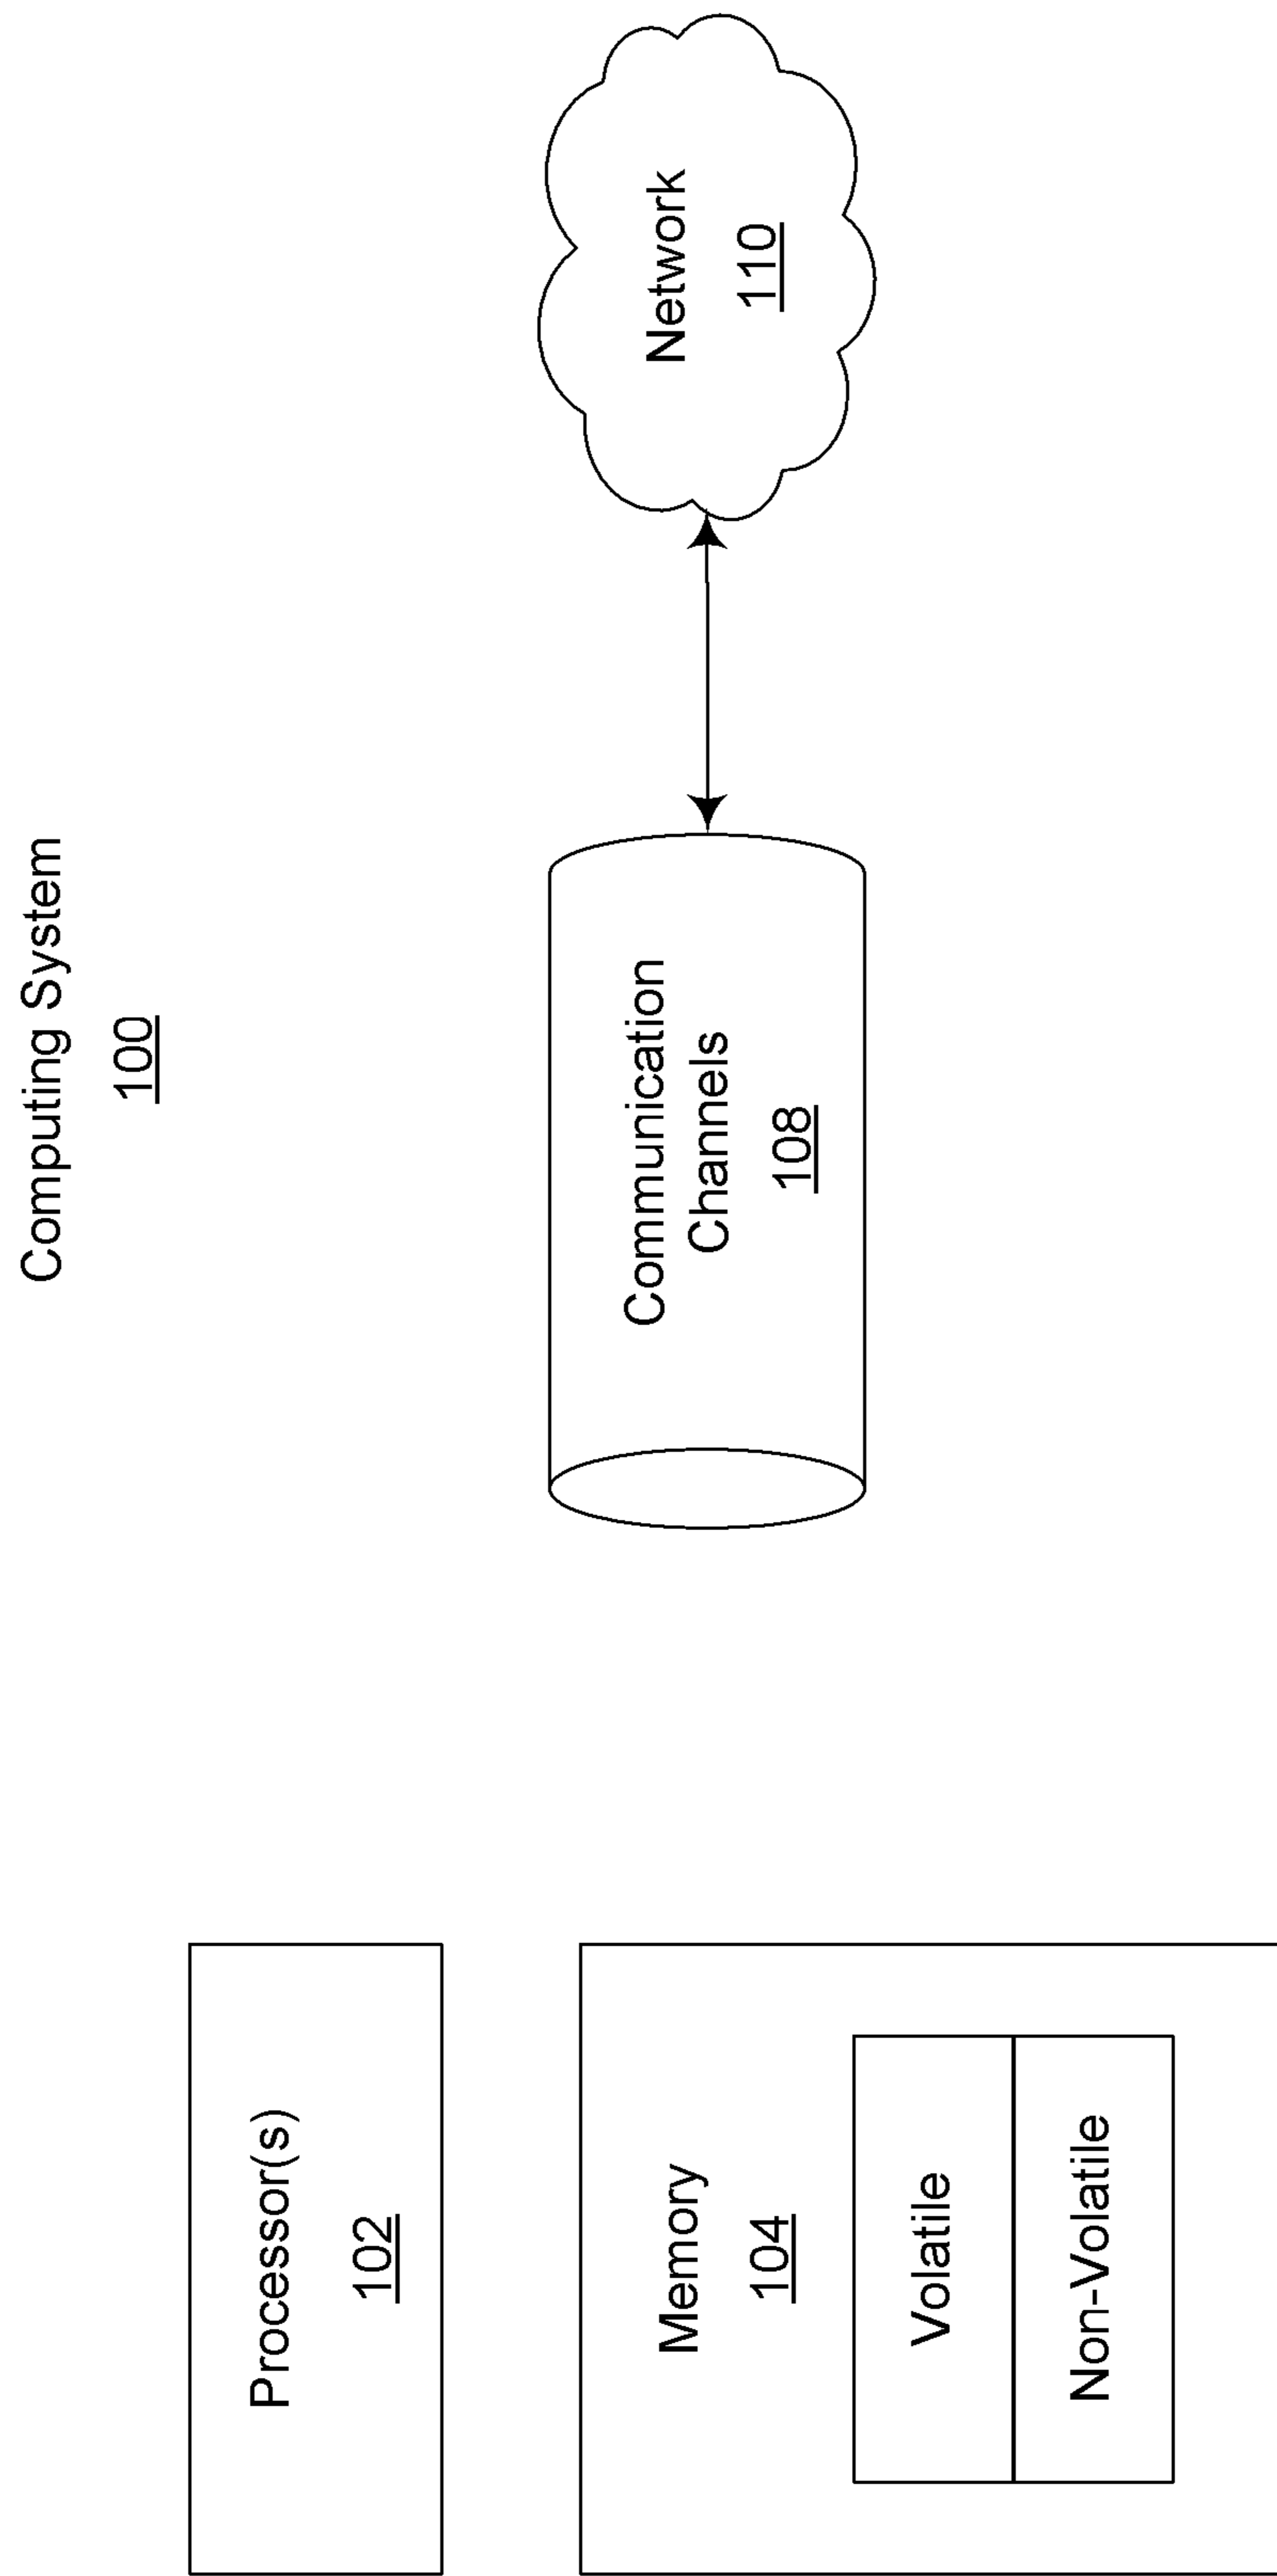 Computing System
100
Processor(s)
102
Memory
104
Volatile
Non-Volatile
Communication
Channels
108
Network
110